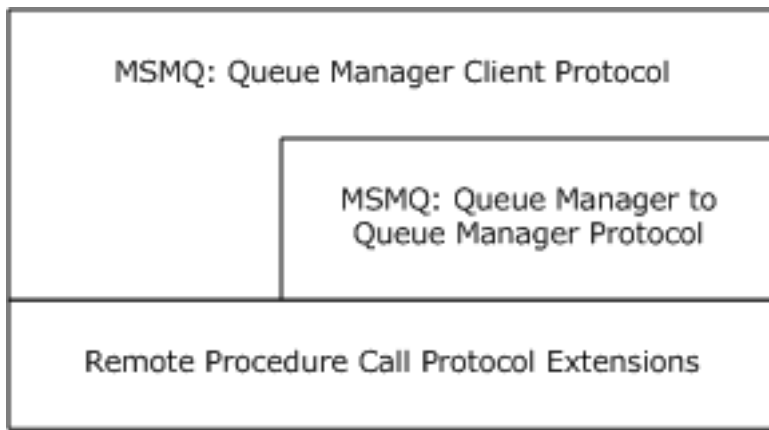 MSMQ: Queue Manager Client Protocol
MSMQ: Queue Manager to
Queue Manager Protocol
Remote Procedure Call Protocol Extensions